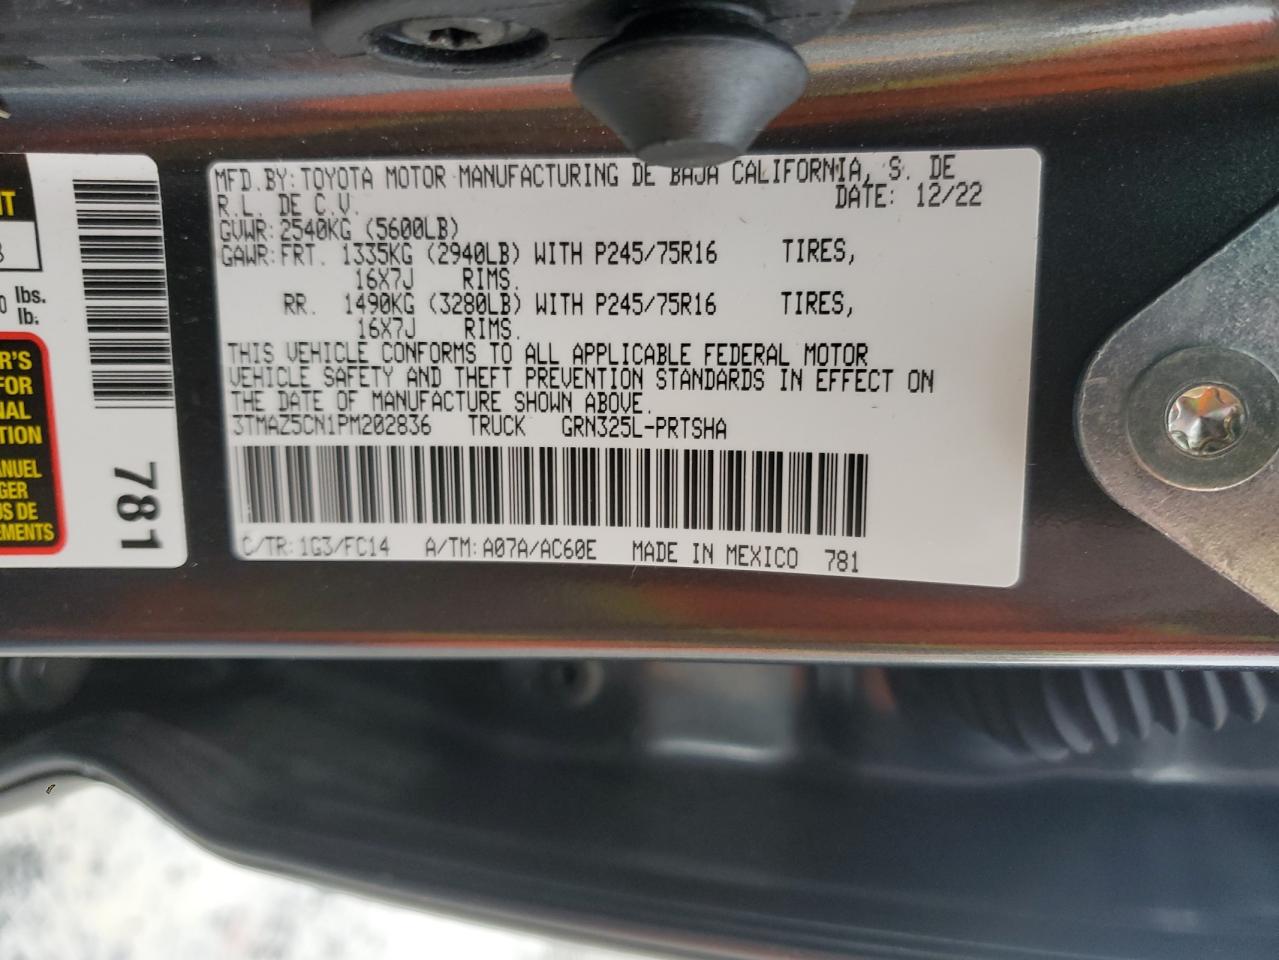 MFD.BY:TOYOTA MOTOR MANUFACTURING DE BAJA CALIFORNIA, S. DE
R.L. DE C.V. DATE: 12/22
GVWR:2540KG (5600LB)
GAWR:FRT. 1335KG (2940LB) WITH P245/75R16 TIRES,
16X7J RIMS.
RR. 1490KG (3280LB) WITH P245/75R16 TIRES,
16X7J RIMS.
THIS VEHICLE CONFORMS TO ALL APPLICABLE FEDERAL MOTOR
VEHICLE SAFETY AND THEFT PREVENTION STANDARDS IN EFFECT ON
THE DATE OF MANUFACTURE SHOWN ABOVE.
3TMAZ5CN1PM202836 TRUCK GRN325L-PRTSHA
C/TR:1G3/FC14 A/TM:A07A/AC60E MADE IN MEXICO 781
lbs.
lb.
FOR
781